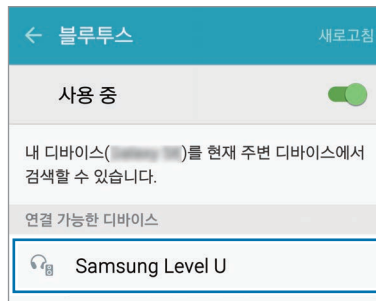 블루투스 새로고침
사용 중
내 디바이스( )를 현재 주변 디바이스에서
검색할 수 있습니다.
연결 가능한 디바이스
Samsung Level U